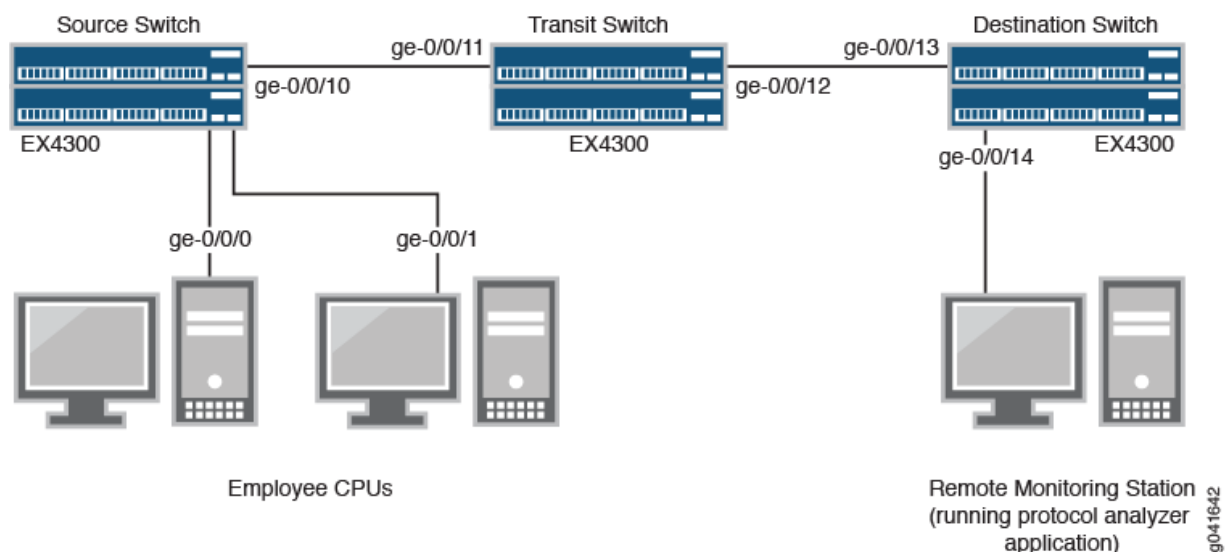 Source Switch
Transit Switch
Destination Switch
ge-0/0/11
ge-0/0/13
ge-0/0/10
ge-0/0/12
EX4300
EX4300
ge-0/0/14
EX4300
ge-0/0/0
ge-0/0/1
Employee CPUs
Remote Monitoring Station
(running protocol analyzer
application)
g041642